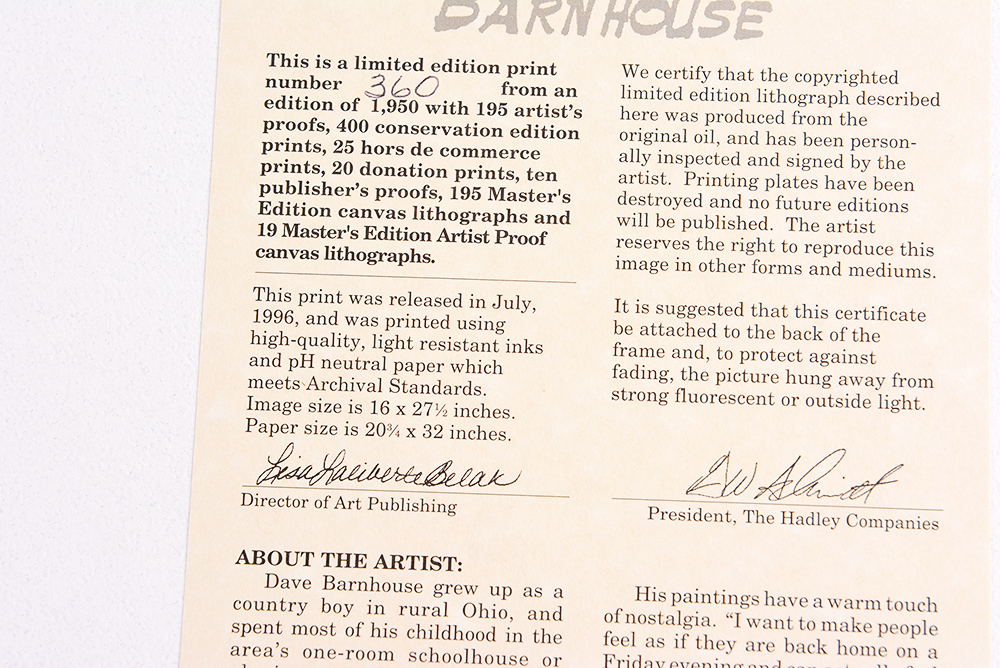 BARNHOUSE
This is a limited edition print
number 360 from an
edition of 1,950 with 195 artist's
proofs, 400 conservation edition
prints, 25 hors de commerce
prints, 20 donation prints, ten
publisher's proofs, 195 Master's
Edition canvas lithographs and
19 Master's Edition Artist Proof
canvas lithographs.
This print was released in July,
1996, and was printed using
high-quality, light resistant inks
and pH neutral paper which
meets Archival Standards.
Image size is 16 x 27½ inches.
Paper size is 20¾ x 32 inches.
Lisa Laliberte Belak
Director of Art Publishing
We certify that the copyrighted
limited edition lithograph described
here was produced from the
original oil, and has been person-
ally inspected and signed by the
artist. Printing plates have been
destroyed and no future editions
will be published. The artist
reserves the right to reproduce this
image in other forms and mediums.
It is suggested that this certificate
be attached to the back of the
frame and, to protect against
fading, the picture hung away from
strong fluorescent or outside light.
President, The Hadley Companies
ABOUT THE ARTIST:
Dave Barnhouse grew up as a
country boy in rural Ohio, and
spent most of his childhood in the
area's one-room schoolhouse or
His paintings have a warm touch
of nostalgia. "I want to make people
feel as if they are back home on a
Friday evening and